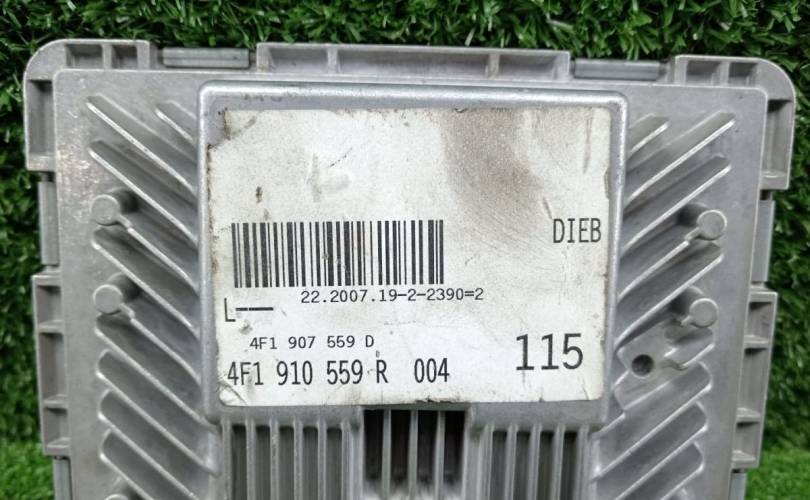 DIEB
22.2007.19-2-2390=2
L—
4F1 907 559 D
4F1 910 559 R 004
115